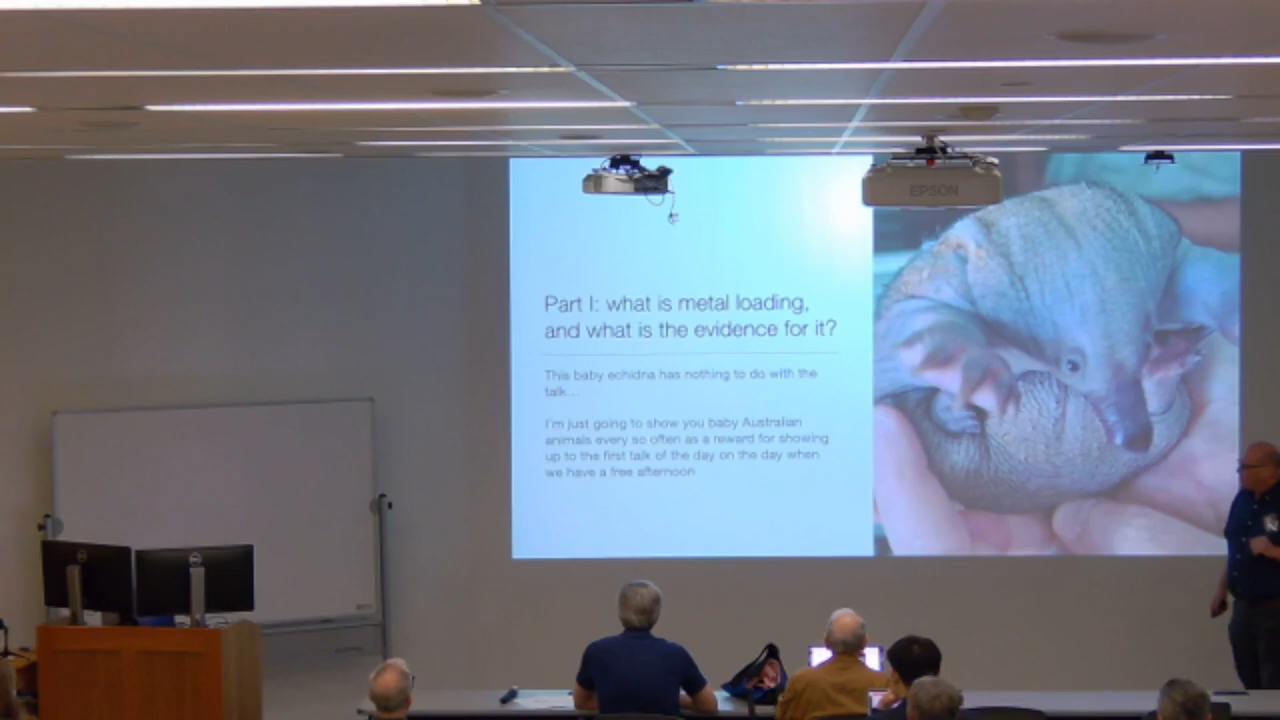 EPSON
Part I: what is metal loading,
and what is the evidence for it?
This baby echidna has nothing to do with the
talk...
I'm just going to show you baby Australian
animals every so often as a reward for showing
up to the first talk of the day on the day when
we have a free afternoon